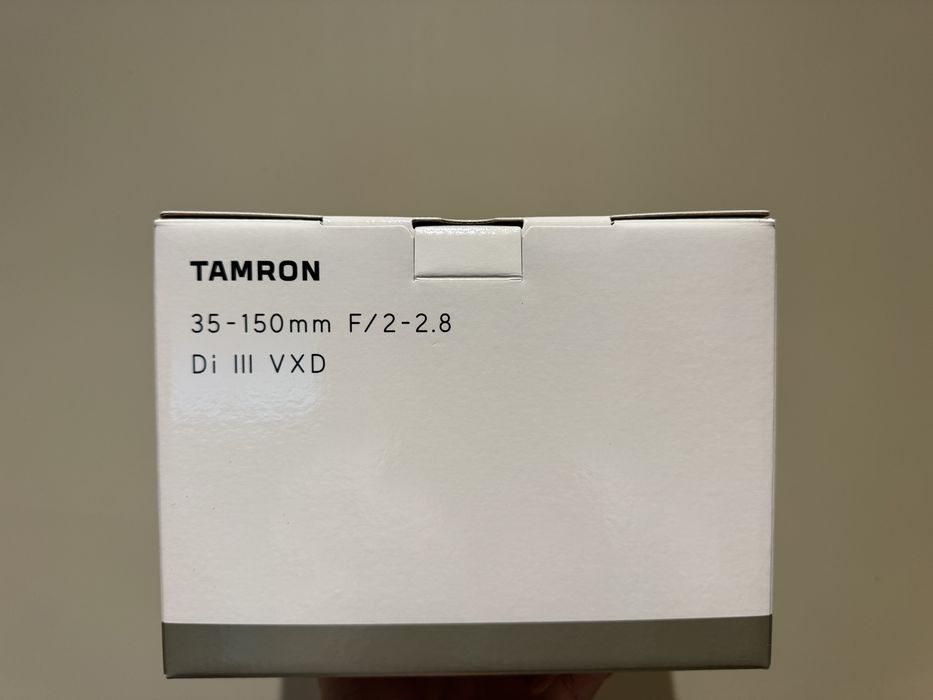 TAMRON
35-150mm F/2-2.8
Di III VXD